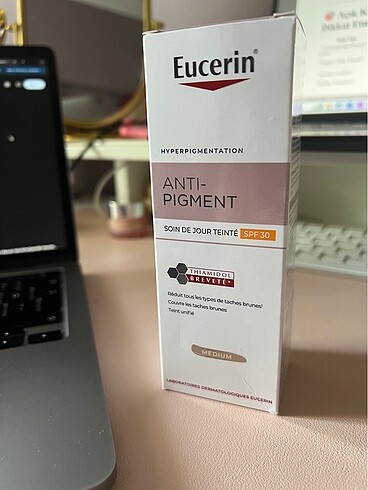 Eucerin®
HYPERPIGMENTATION
ANTI-
PIGMENT
SOIN DE JOUR TEINTÉ SPF 30
THIAMIDOL
BREVETÉ*
Réduit tous les types de taches brunes¹
Couvre les taches brunes
Teint unifié
MEDIUM
LABORATOIRES DERMATOLOGIQUES EUCERIN